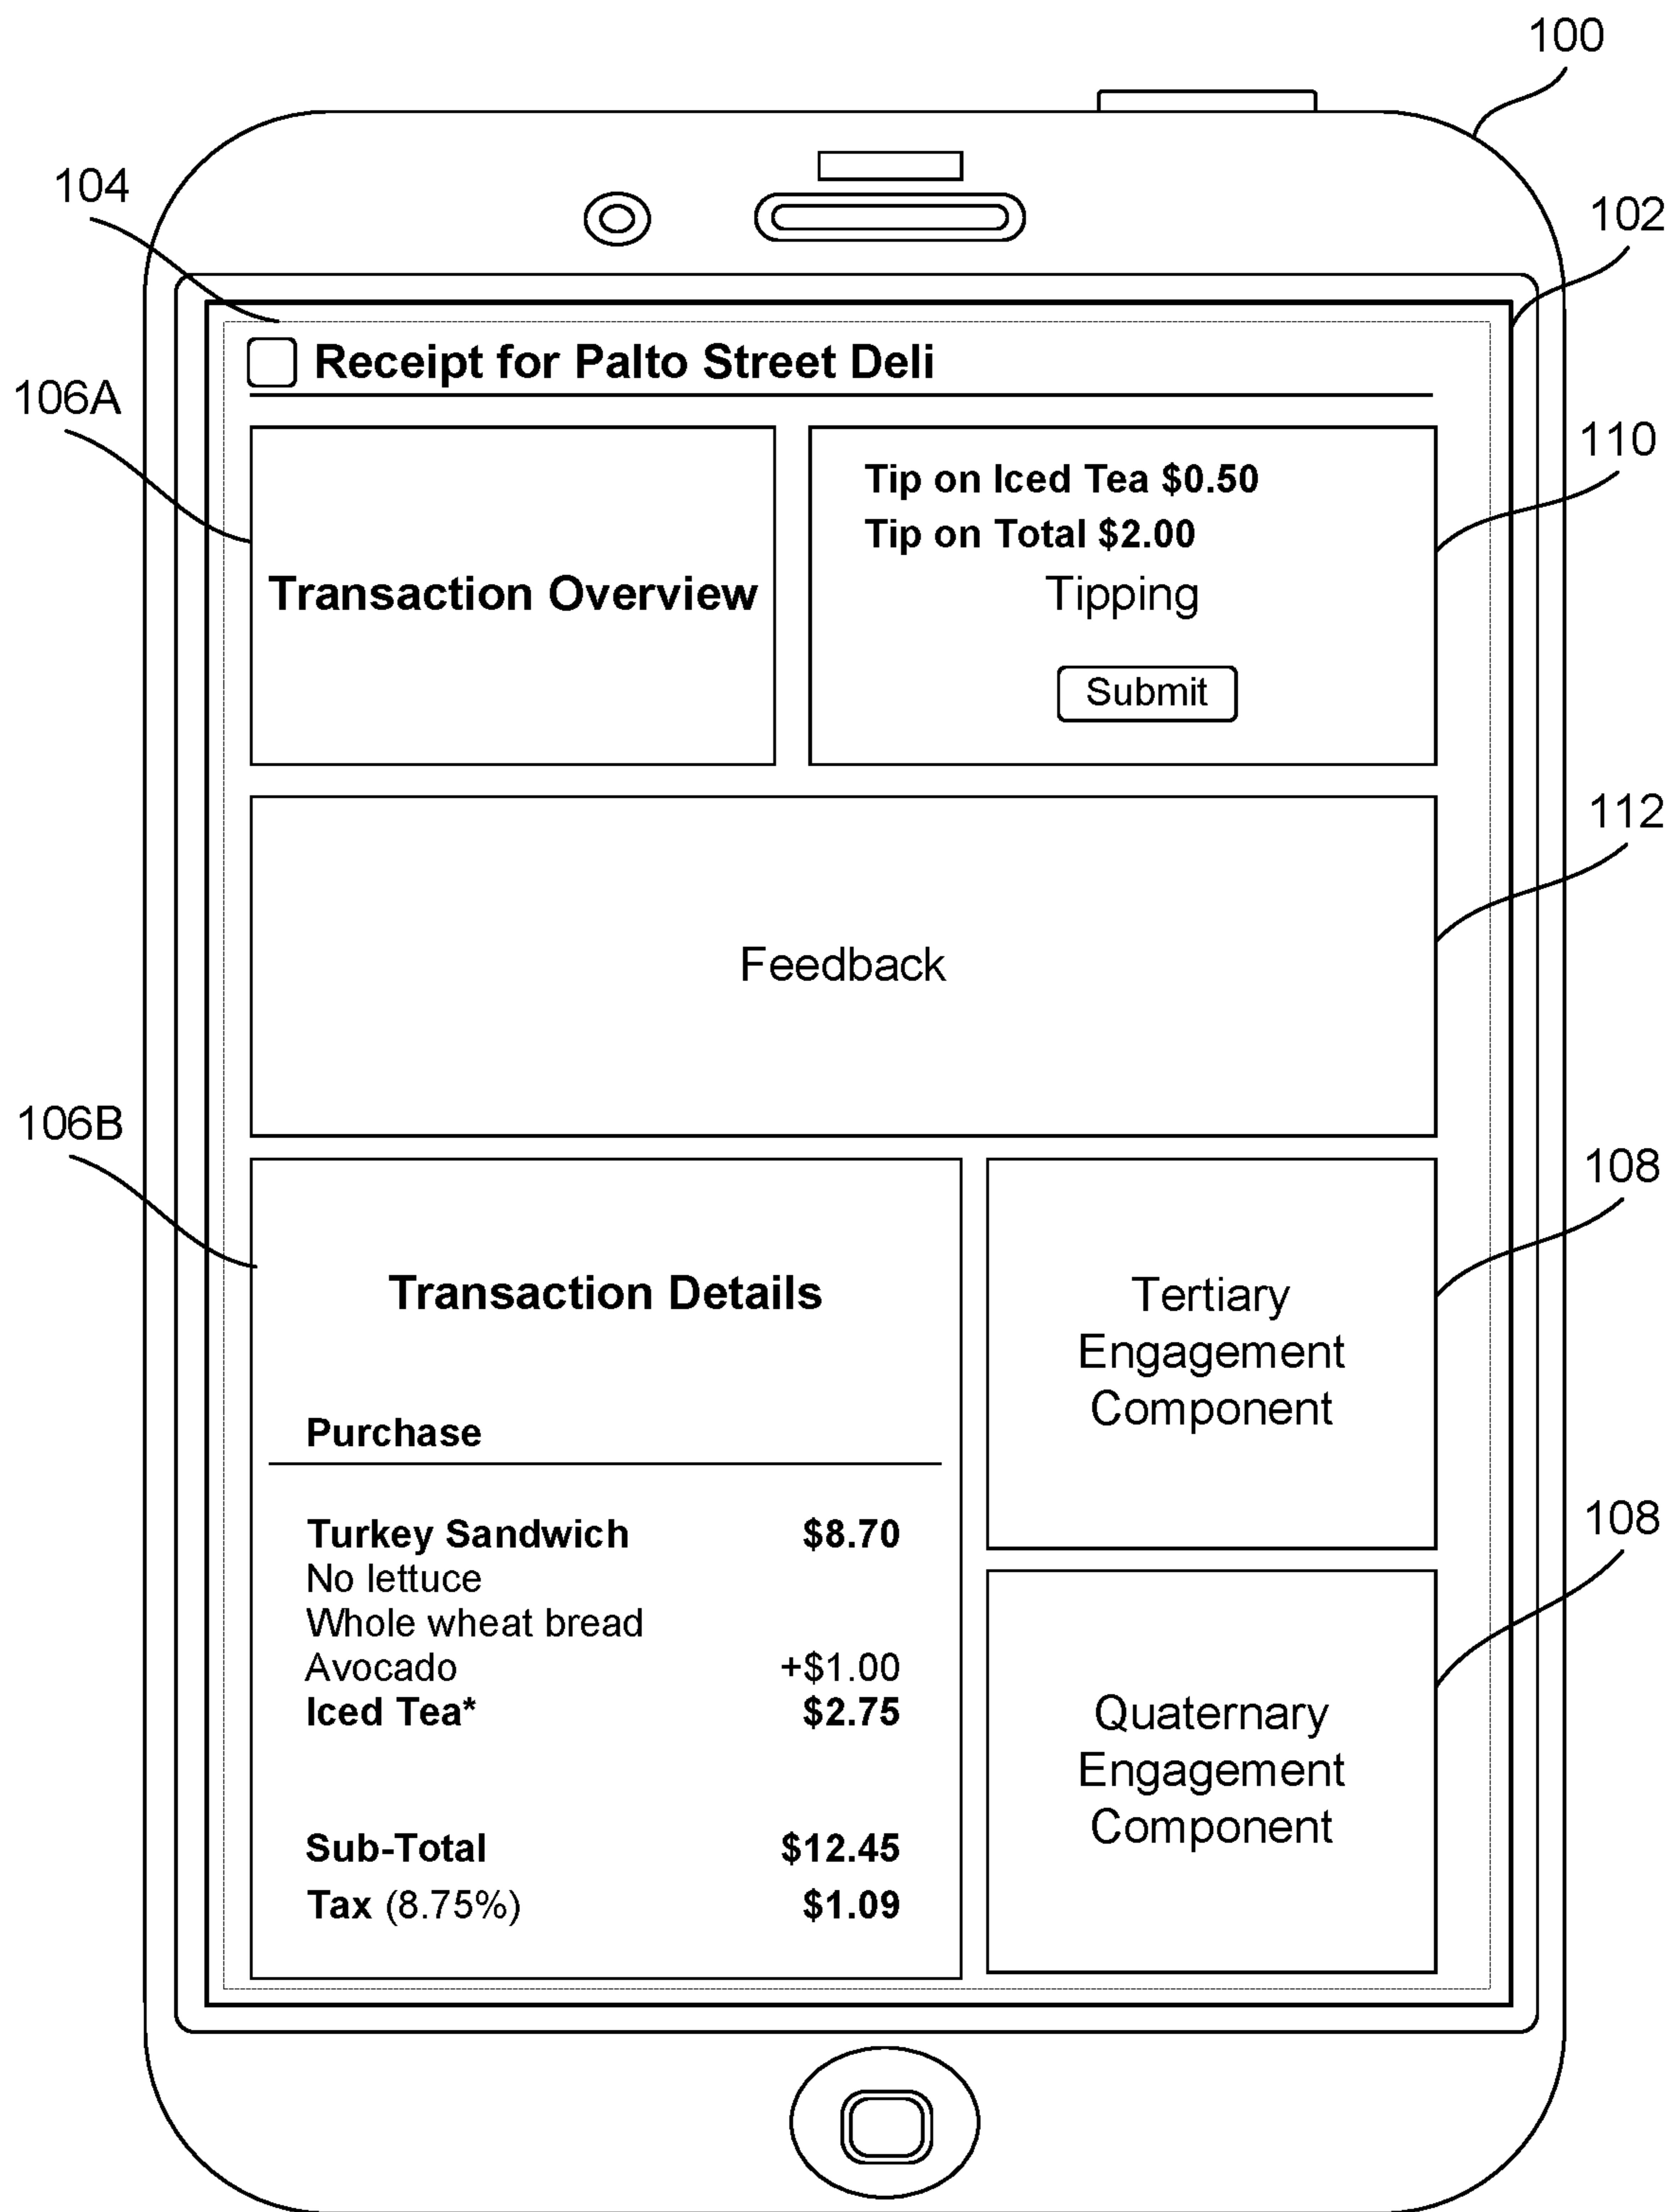 100
104
102
Receipt for Palto Street Deli
106A
110
Tip on Iced Tea $0.50
Tip on Total $2.00
Transaction Overview
Tipping
Submit
112
Feedback
106B
108
Transaction Details
Tertiary
Engagement
Component
Purchase
108
Turkey Sandwich $8.70
No lettuce
Whole wheat bread
Avocado +$1.00
Iced Tea* $2.75
Quaternary
Engagement
Component
Sub-Total $12.45
Tax (8.75%) $1.09